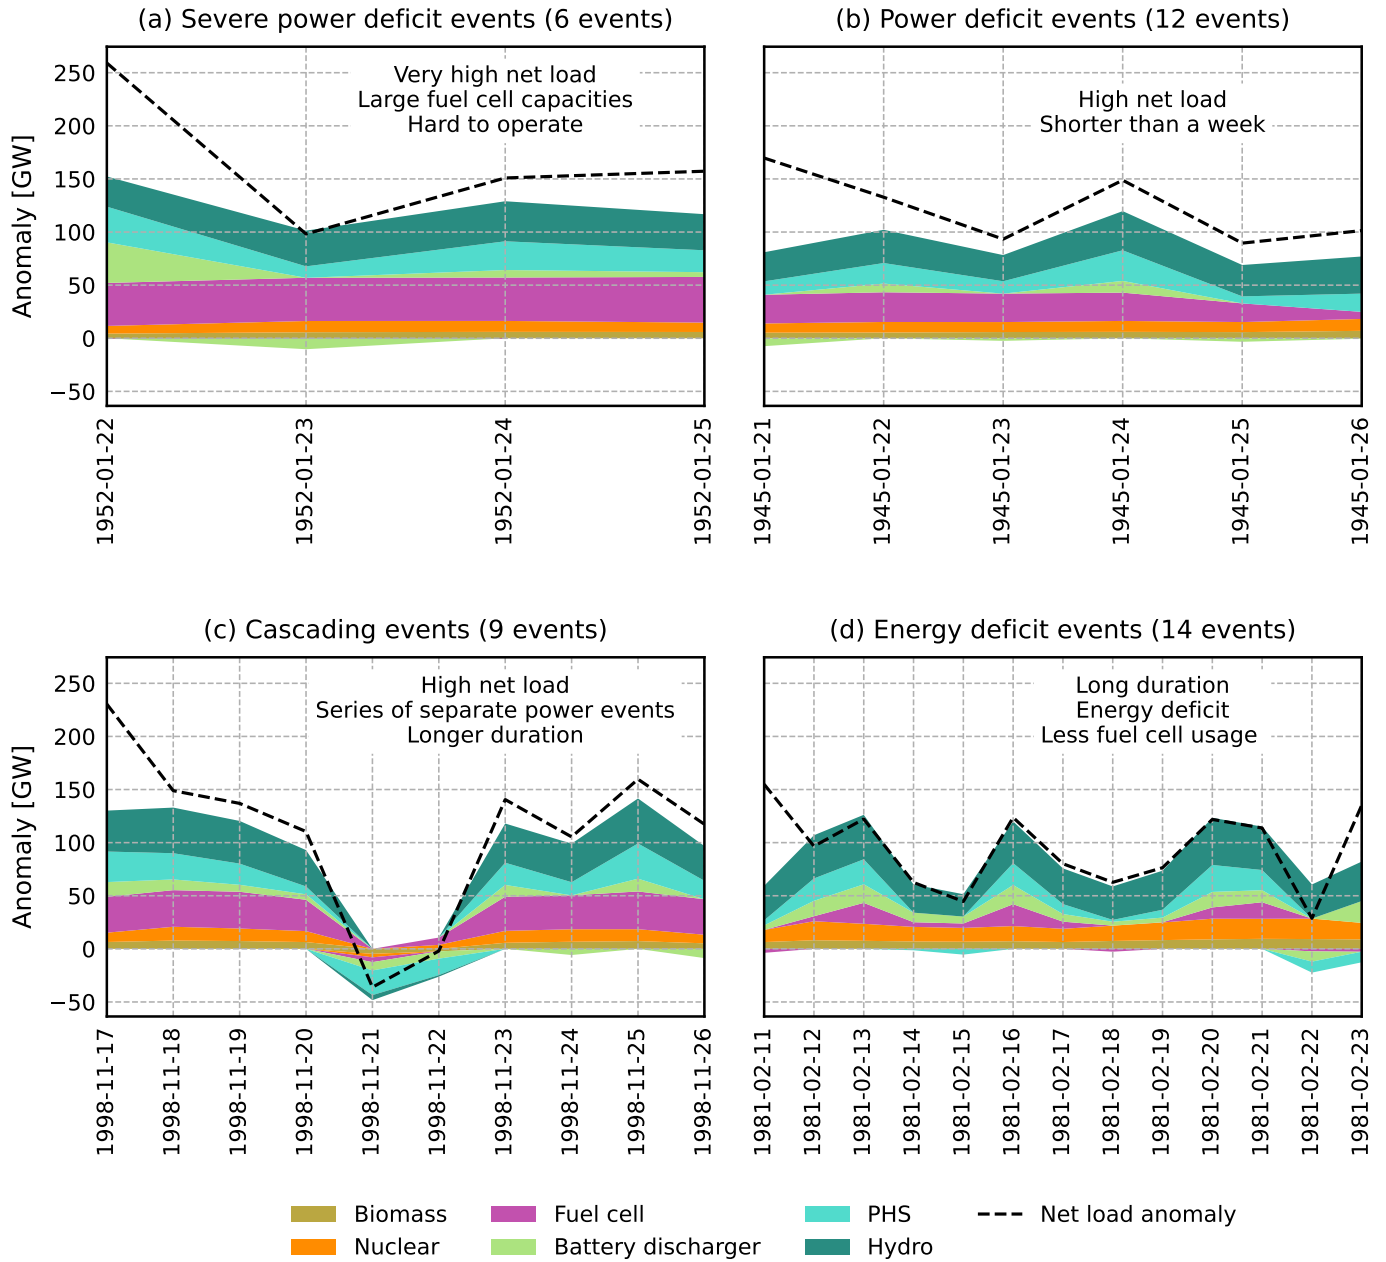 (a) Severe power deficit events (6 events)
(b) Power deficit events (12 events)
Anomaly [GW]
250
200
150
100
50
0
−50
Very high net load
Large fuel cell capacities
Hard to operate
High net load
Shorter than a week
1952-01-22
1952-01-23
1952-01-24
1952-01-25
1945-01-21
1945-01-22
1945-01-23
1945-01-24
1945-01-25
1945-01-26
(c) Cascading events (9 events)
(d) Energy deficit events (14 events)
Anomaly [GW]
250
200
150
100
50
0
−50
High net load
Series of separate power events
Longer duration
Long duration
Energy deficit
Less fuel cell usage
1998-11-17
1998-11-18
1998-11-19
1998-11-20
1998-11-21
1998-11-22
1998-11-23
1998-11-24
1998-11-25
1998-11-26
1981-02-11
1981-02-12
1981-02-13
1981-02-14
1981-02-15
1981-02-16
1981-02-17
1981-02-18
1981-02-19
1981-02-20
1981-02-21
1981-02-22
1981-02-23
Biomass
Nuclear
Fuel cell
Battery discharger
PHS
Hydro
Net load anomaly